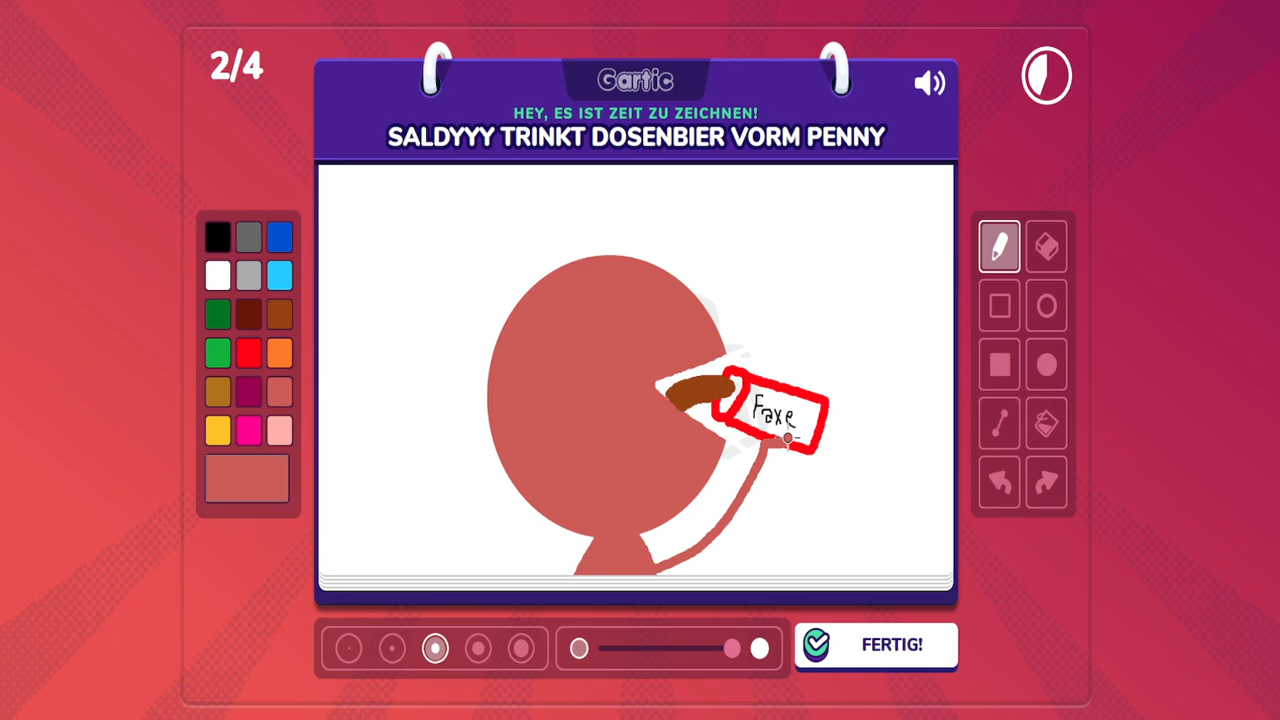 2/4
Gartic
HEY, ES IST ZEIT ZU ZEICHNEN!
SALDYYY TRINKT DOSENBIER VORM PENNY
Faxe
FERTIG!